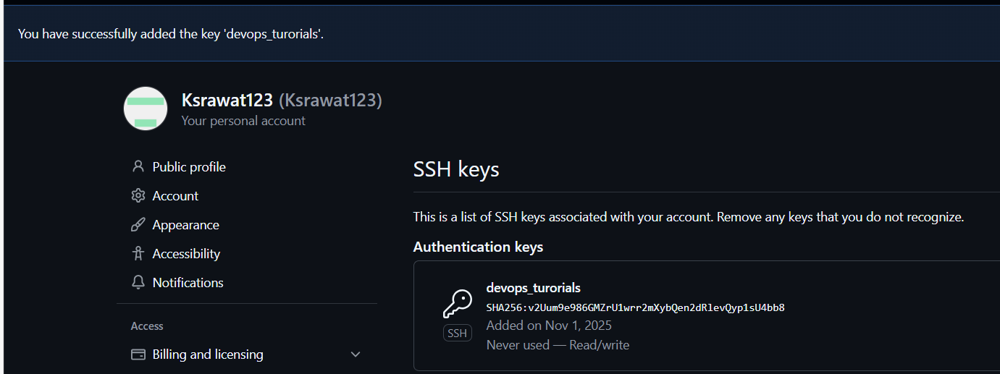 You have successfully added the key 'devops_turorials'.
Ksrawat123 (Ksrawat123)
Your personal account
Public profile
Account
Appearance
Accessibility
Notifications
Access
Billing and licensing
SSH keys
This is a list of SSH keys associated with your account. Remove any keys that you do not recognize.
Authentication keys
devops_turorials
SHA256:v2Uum9e986GMZrU1wrr2mXybQen2dRlevQyp1sU4bb8
Added on Nov 1, 2025
Never used — Read/write
SSH